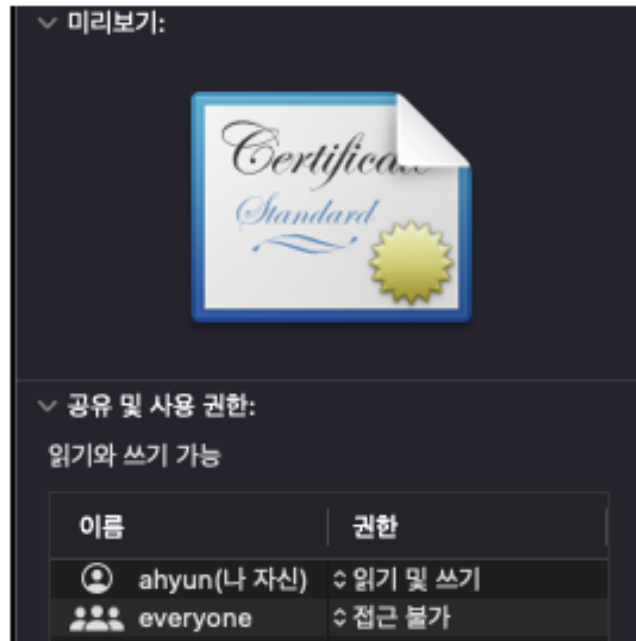 미리보기:
Certificate
Standard
공유 및 사용 권한:
읽기와 쓰기 가능
이름 권한
ahyun(나 자신) 읽기 및 쓰기
everyone 접근 불가